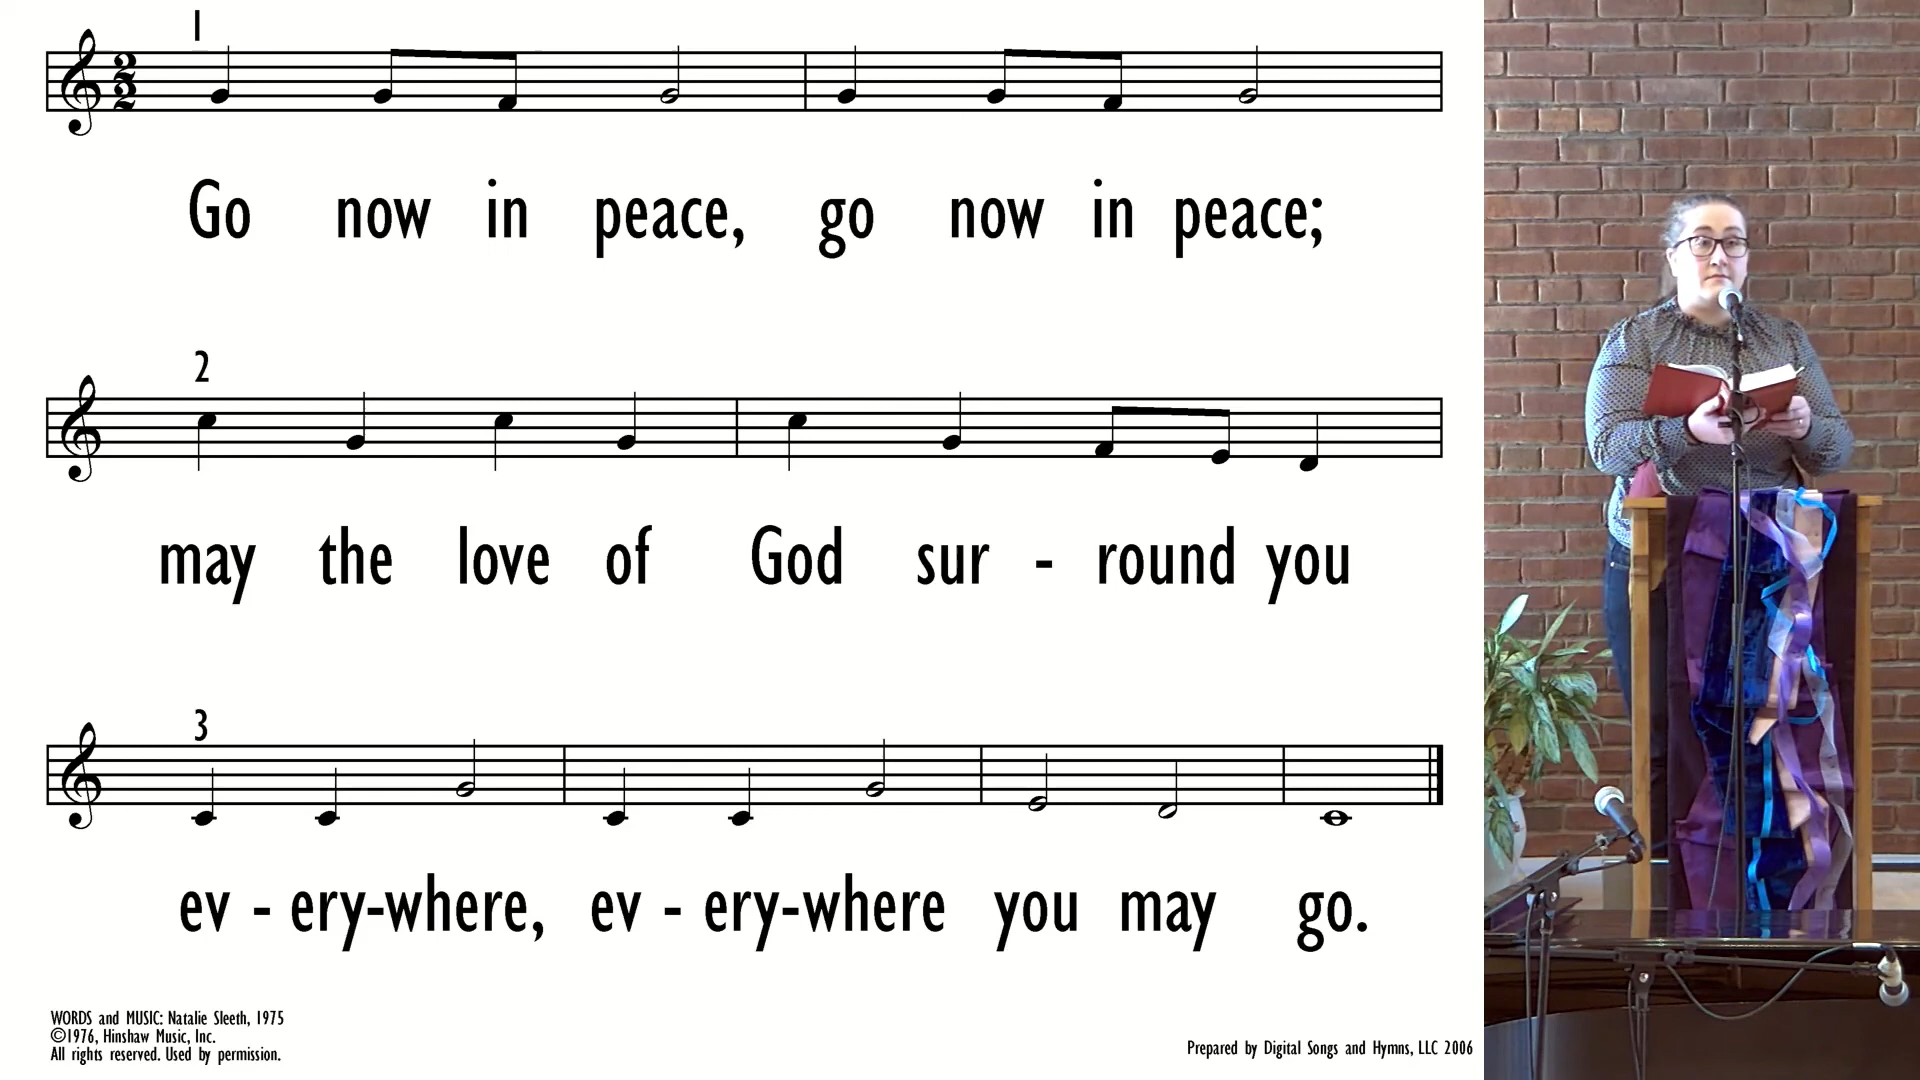 1
2
2
Go now in peace, go now in peace;
2
may the love of God sur - round you
3
ev - ery-where, ev - ery-where you may go.
WORDS and MUSIC: Natalie Sleeth, 1975
©1976, Hinshaw Music, Inc.
All rights reserved. Used by permission.
Prepared by Digital Songs and Hymns, LLC 2006